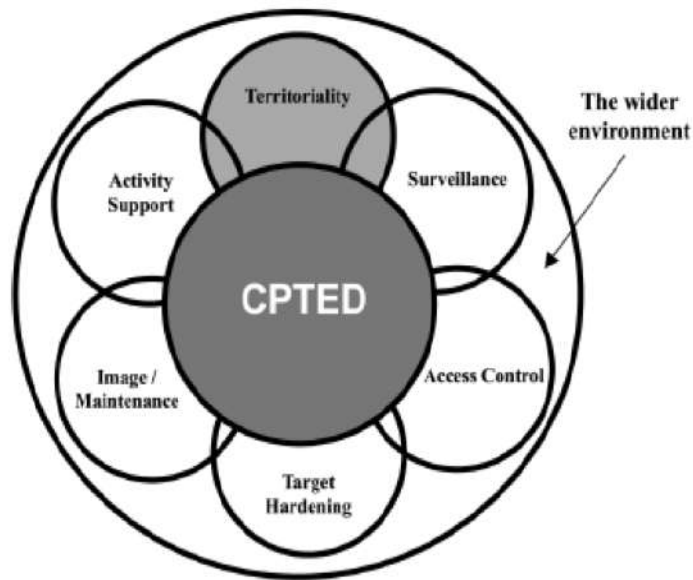 Territoriality
The wider
environment
Activity
Support
Surveillance
CPTED
Image /
Maintenance
Access Control
Target
Hardening